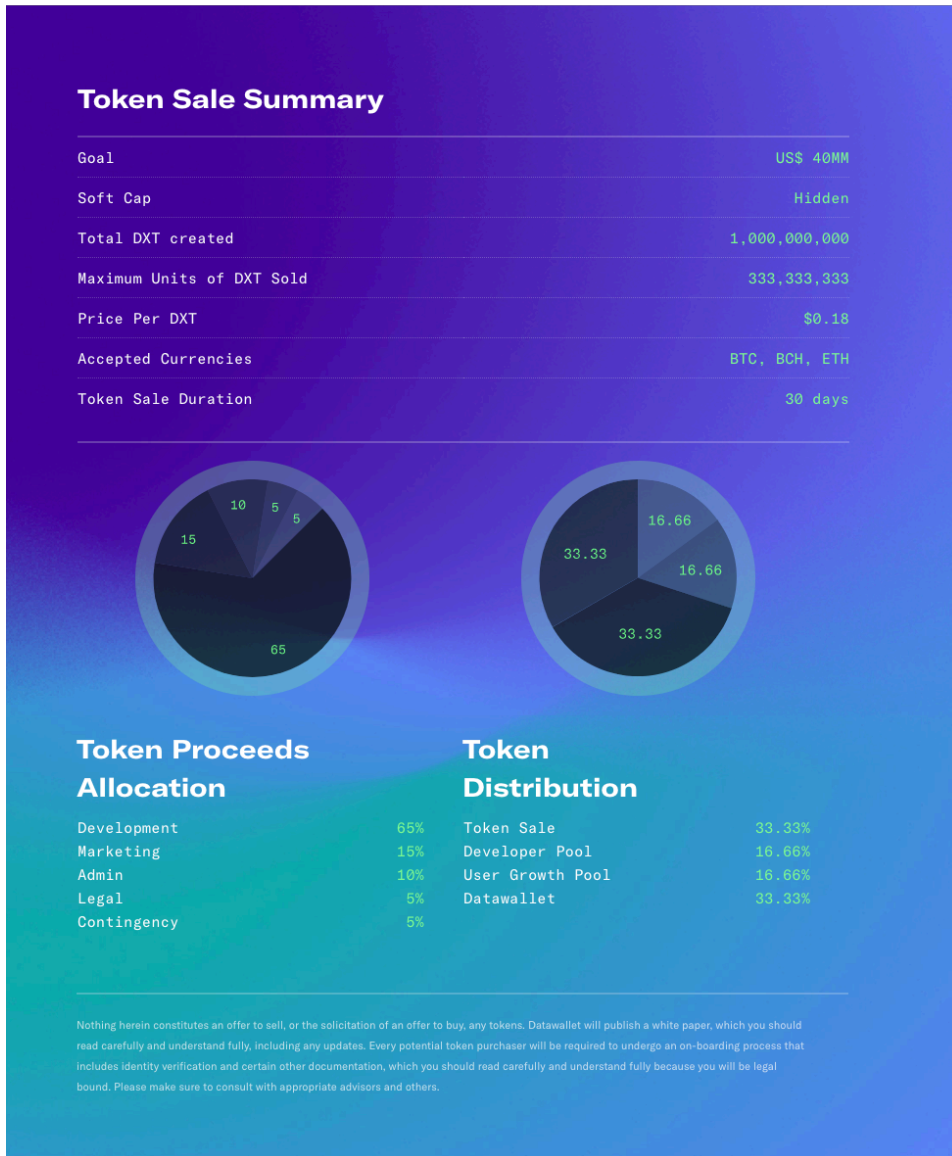 Token Sale Summary
Goal US$ 40MM
Soft Cap Hidden
Total DXT created 1,000,000,000
Maximum Units of DXT Sold 333,333,333
Price Per DXT $0.18
Accepted Currencies BTC, BCH, ETH
Token Sale Duration 30 days
10
5
5
15
65
16.66
33.33
16.66
33.33
Token Proceeds
Allocation
Development 65%
Marketing 15%
Admin 10%
Legal 5%
Contingency 5%
Token
Distribution
Token Sale 33.33%
Developer Pool 16.66%
User Growth Pool 16.66%
Datawallet 33.33%
Nothing herein constitutes an offer to sell, or the solicitation of an offer to buy, any tokens. Datawallet will publish a white paper, which you should
read carefully and understand fully, including any updates. Every potential token purchaser will be required to undergo an on-boarding process that
includes identity verification and certain other documentation, which you should read carefully and understand fully because you will be legal
bound. Please make sure to consult with appropriate advisors and others.